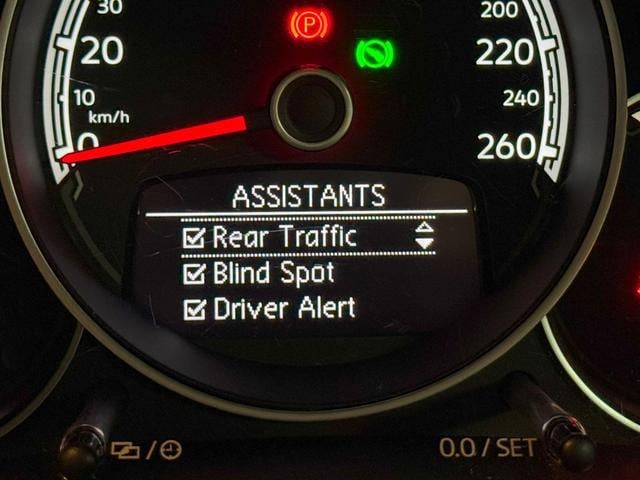 30
20
10
km/h
0
P
200
220
240
260
ASSISTANTS
Rear Traffic
Blind Spot
Driver Alert
0.0 / SET